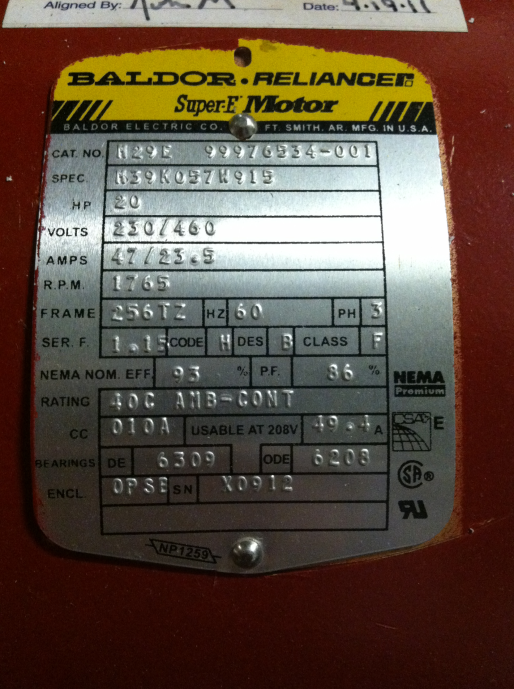 Aligned By: Date: 9.19.11
BALDOR · RELIANCER
Super-E Motor
BALDOR ELECTRIC CO. FT. SMITH, AR. MFG. IN U.S.A.
CAT. NO. M29E 99976534-001
SPEC. M39K057W915
HP 20
VOLTS 230/460
AMPS 47/23.5
R.P.M. 1765
FRAME 256TZ HZ 60 PH 3
SER. F. 1.15 CODE H DES B CLASS F
NEMA NOM. EFF. 93 % P.F. 86 %
RATING 40C AMB-CONT
CC 010A USABLE AT 208V 49.4 A
BEARINGS DE 6309 ODE 6208
ENCL. OPSB SN X0912
NEMA
Premium
CSA E
SA ®
NP1259